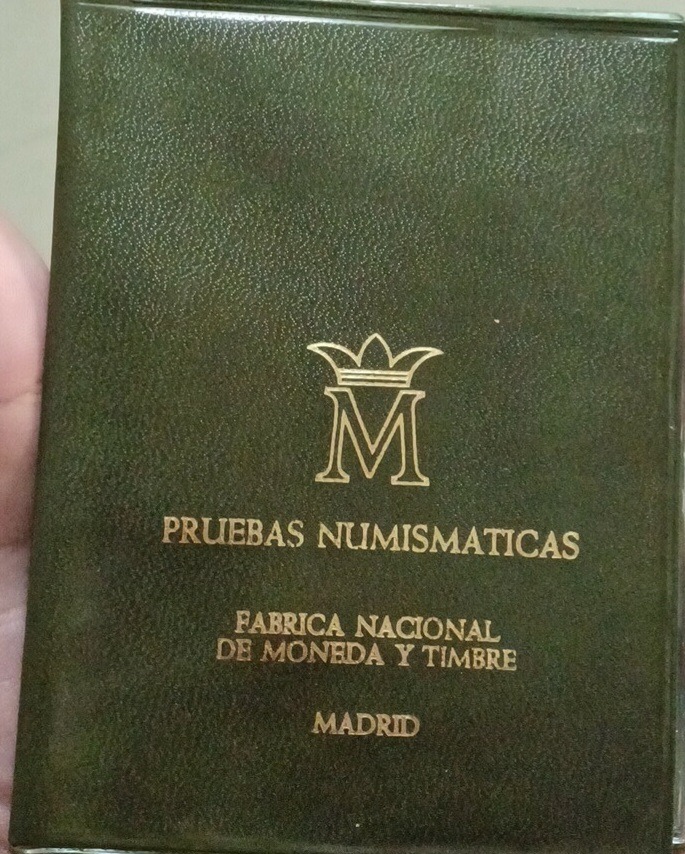 M
PRUEBAS NUMISMATICAS
FABRICA NACIONAL
DE MONEDA Y TIMBRE
MADRID